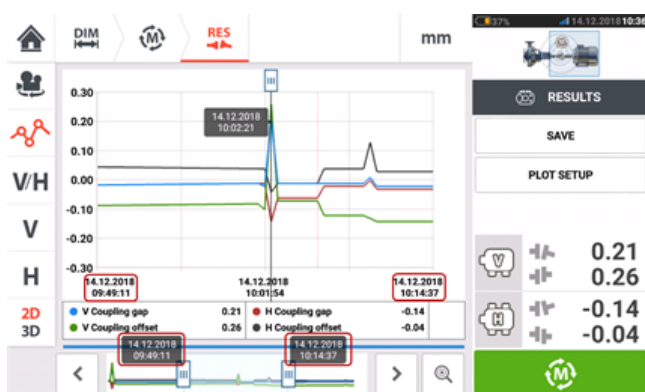 DIM
M
RES
mm
37%
14.12.2018 10:36
V/H
V
H
2D
3D
0.30
0.20
0.10
0.00
-0.10
-0.20
-0.30
14.12.2018
10:02:21
14.12.2018
09:49:11
14.12.2018
10:01:54
14.12.2018
10:14:37
V Coupling gap 0.21
H Coupling gap -0.14
V Coupling offset 0.26
H Coupling offset -0.04
14.12.2018
09:49:11
14.12.2018
10:14:37
RESULTS
SAVE
PLOT SETUP
V
0.21
0.26
H
-0.14
-0.04
M